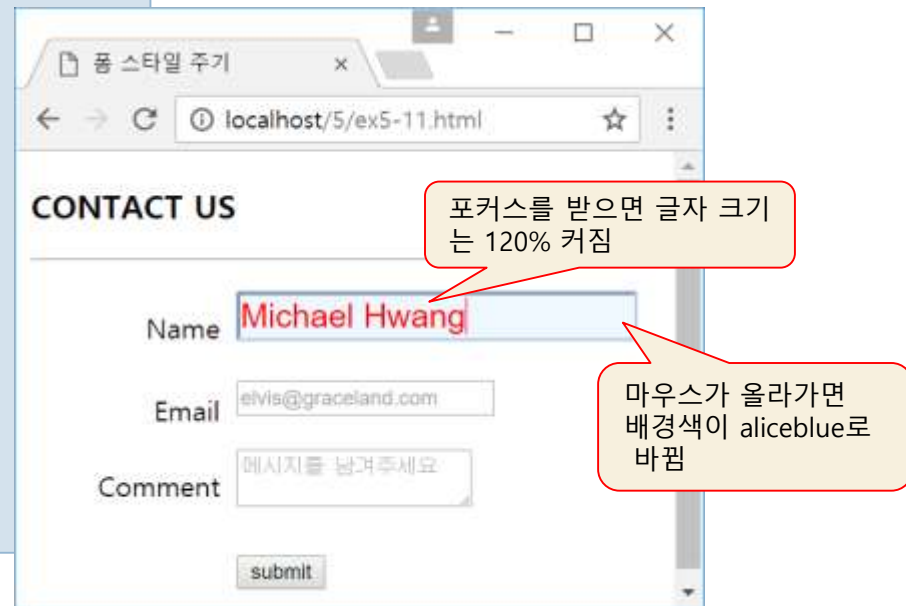 폼 스타일 주기
localhost/5/ex5-11.html
CONTACT US
포커스를 받으면 글자 크기
는 120% 커짐
Name Michael Hwang
마우스가 올라가면
배경색이 aliceblue로
바뀜
Email elvis@graceland.com
Comment 메시지를 남겨주세요
submit